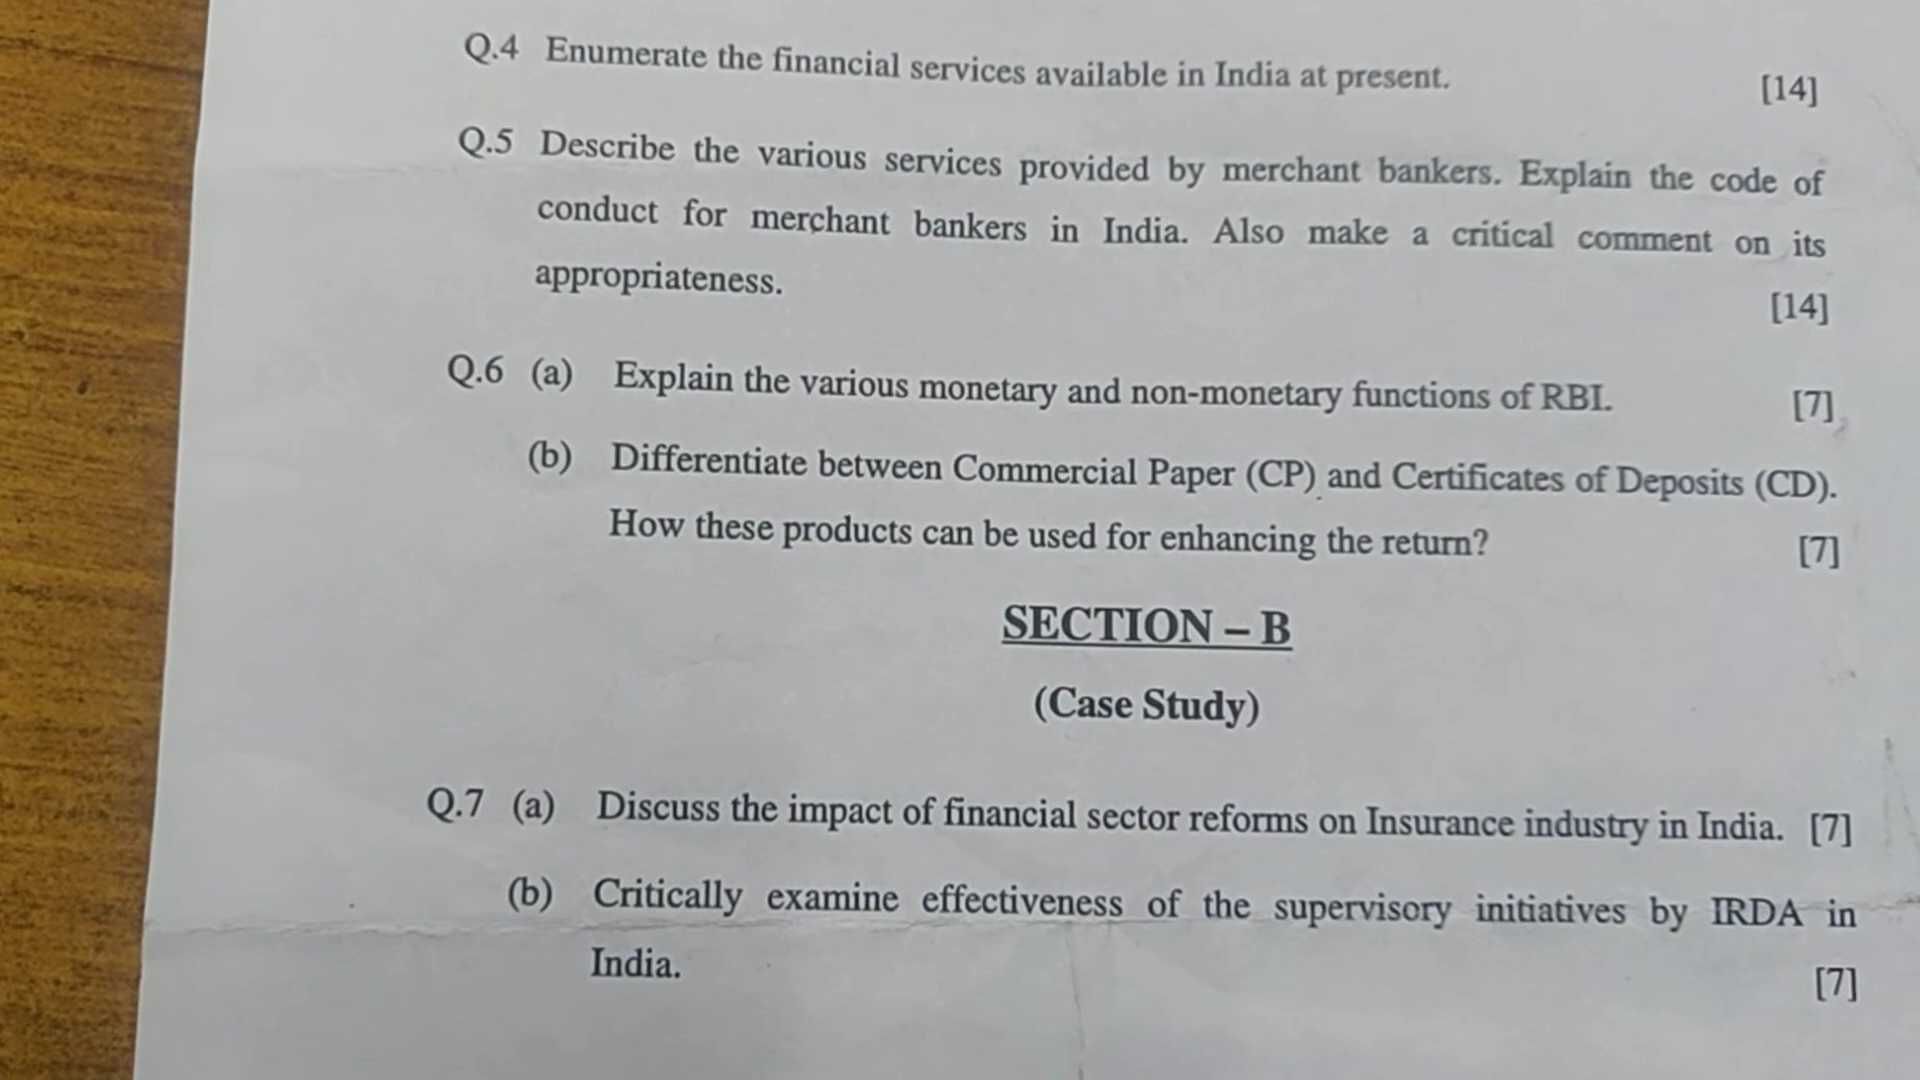 Q.4 Enumerate the financial services available in India at present. [14]
Q.5 Describe the various services provided by merchant bankers. Explain the code of
conduct for merchant bankers in India. Also make a critical comment on its
appropriateness. [14]
Q.6 (a) Explain the various monetary and non-monetary functions of RBI. [7]
(b) Differentiate between Commercial Paper (CP) and Certificates of Deposits (CD).
How these products can be used for enhancing the return? [7]
SECTION – B
(Case Study)
Q.7 (a) Discuss the impact of financial sector reforms on Insurance industry in India. [7]
(b) Critically examine effectiveness of the supervisory initiatives by IRDA in
India. [7]